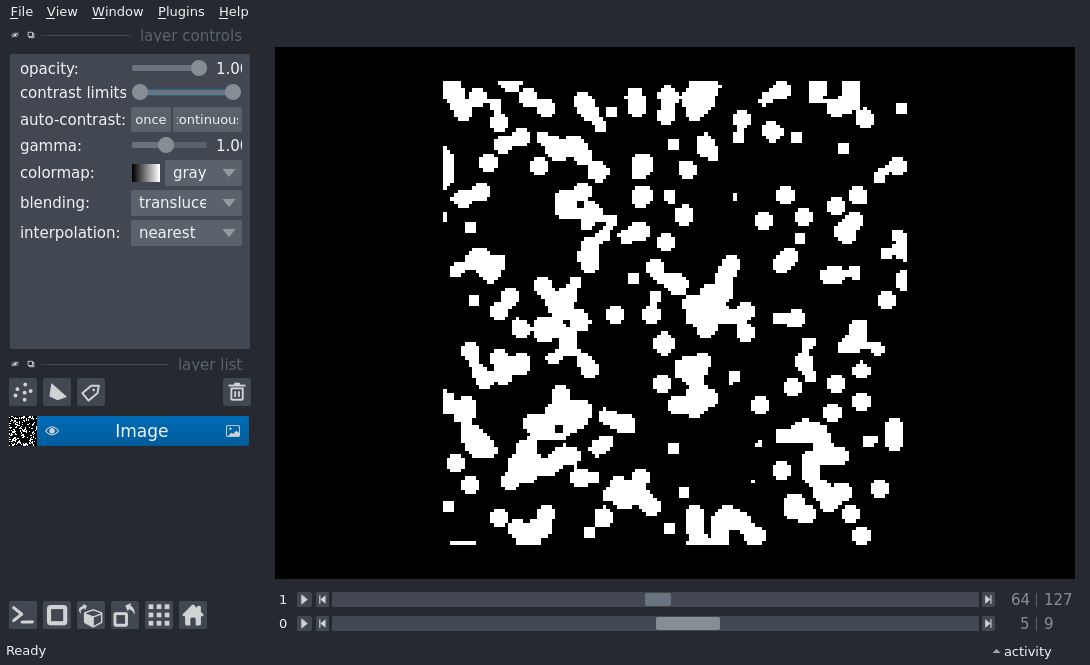 File View Window Plugins Help
layer controls
opacity: 1.0
contrast limits
auto-contrast: once continuous
gamma: 1.0
colormap: gray
blending: transluce
interpolation: nearest
layer list
Image
1 64 | 127
0 5 | 9
Ready activity